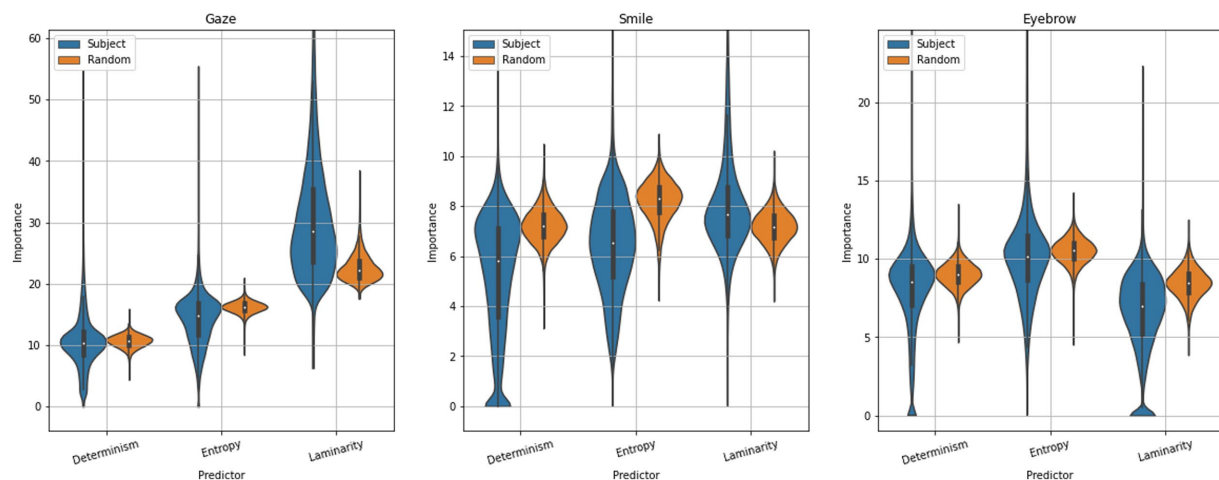 Gaze
Importance
60
50
40
30
20
10
0
Subject
Random
Determinism
Entropy
Laminarity
Predictor
Smile
Importance
14
12
10
8
6
4
2
0
Subject
Random
Determinism
Entropy
Laminarity
Predictor
Eyebrow
Importance
20
15
10
5
0
Subject
Random
Determinism
Entropy
Laminarity
Predictor